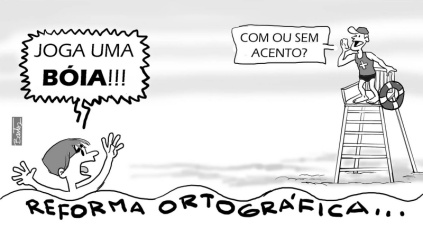 JOGA UMA
BÓIA!!!
COM OU SEM
ACENTO?
REFORMA ORTOGRÁFICA...